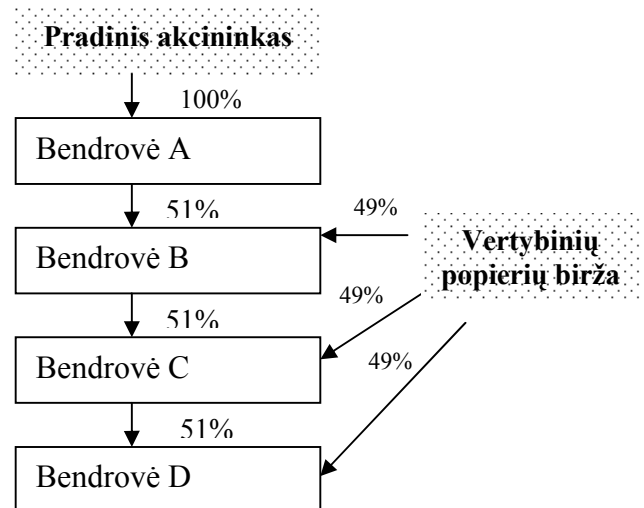 Pradinis akcininkas
100%
Bendrovė A
51%
49%
Bendrovė B
Vertybinių
popierių birža
51%
49%
Bendrovė C
49%
51%
Bendrovė D